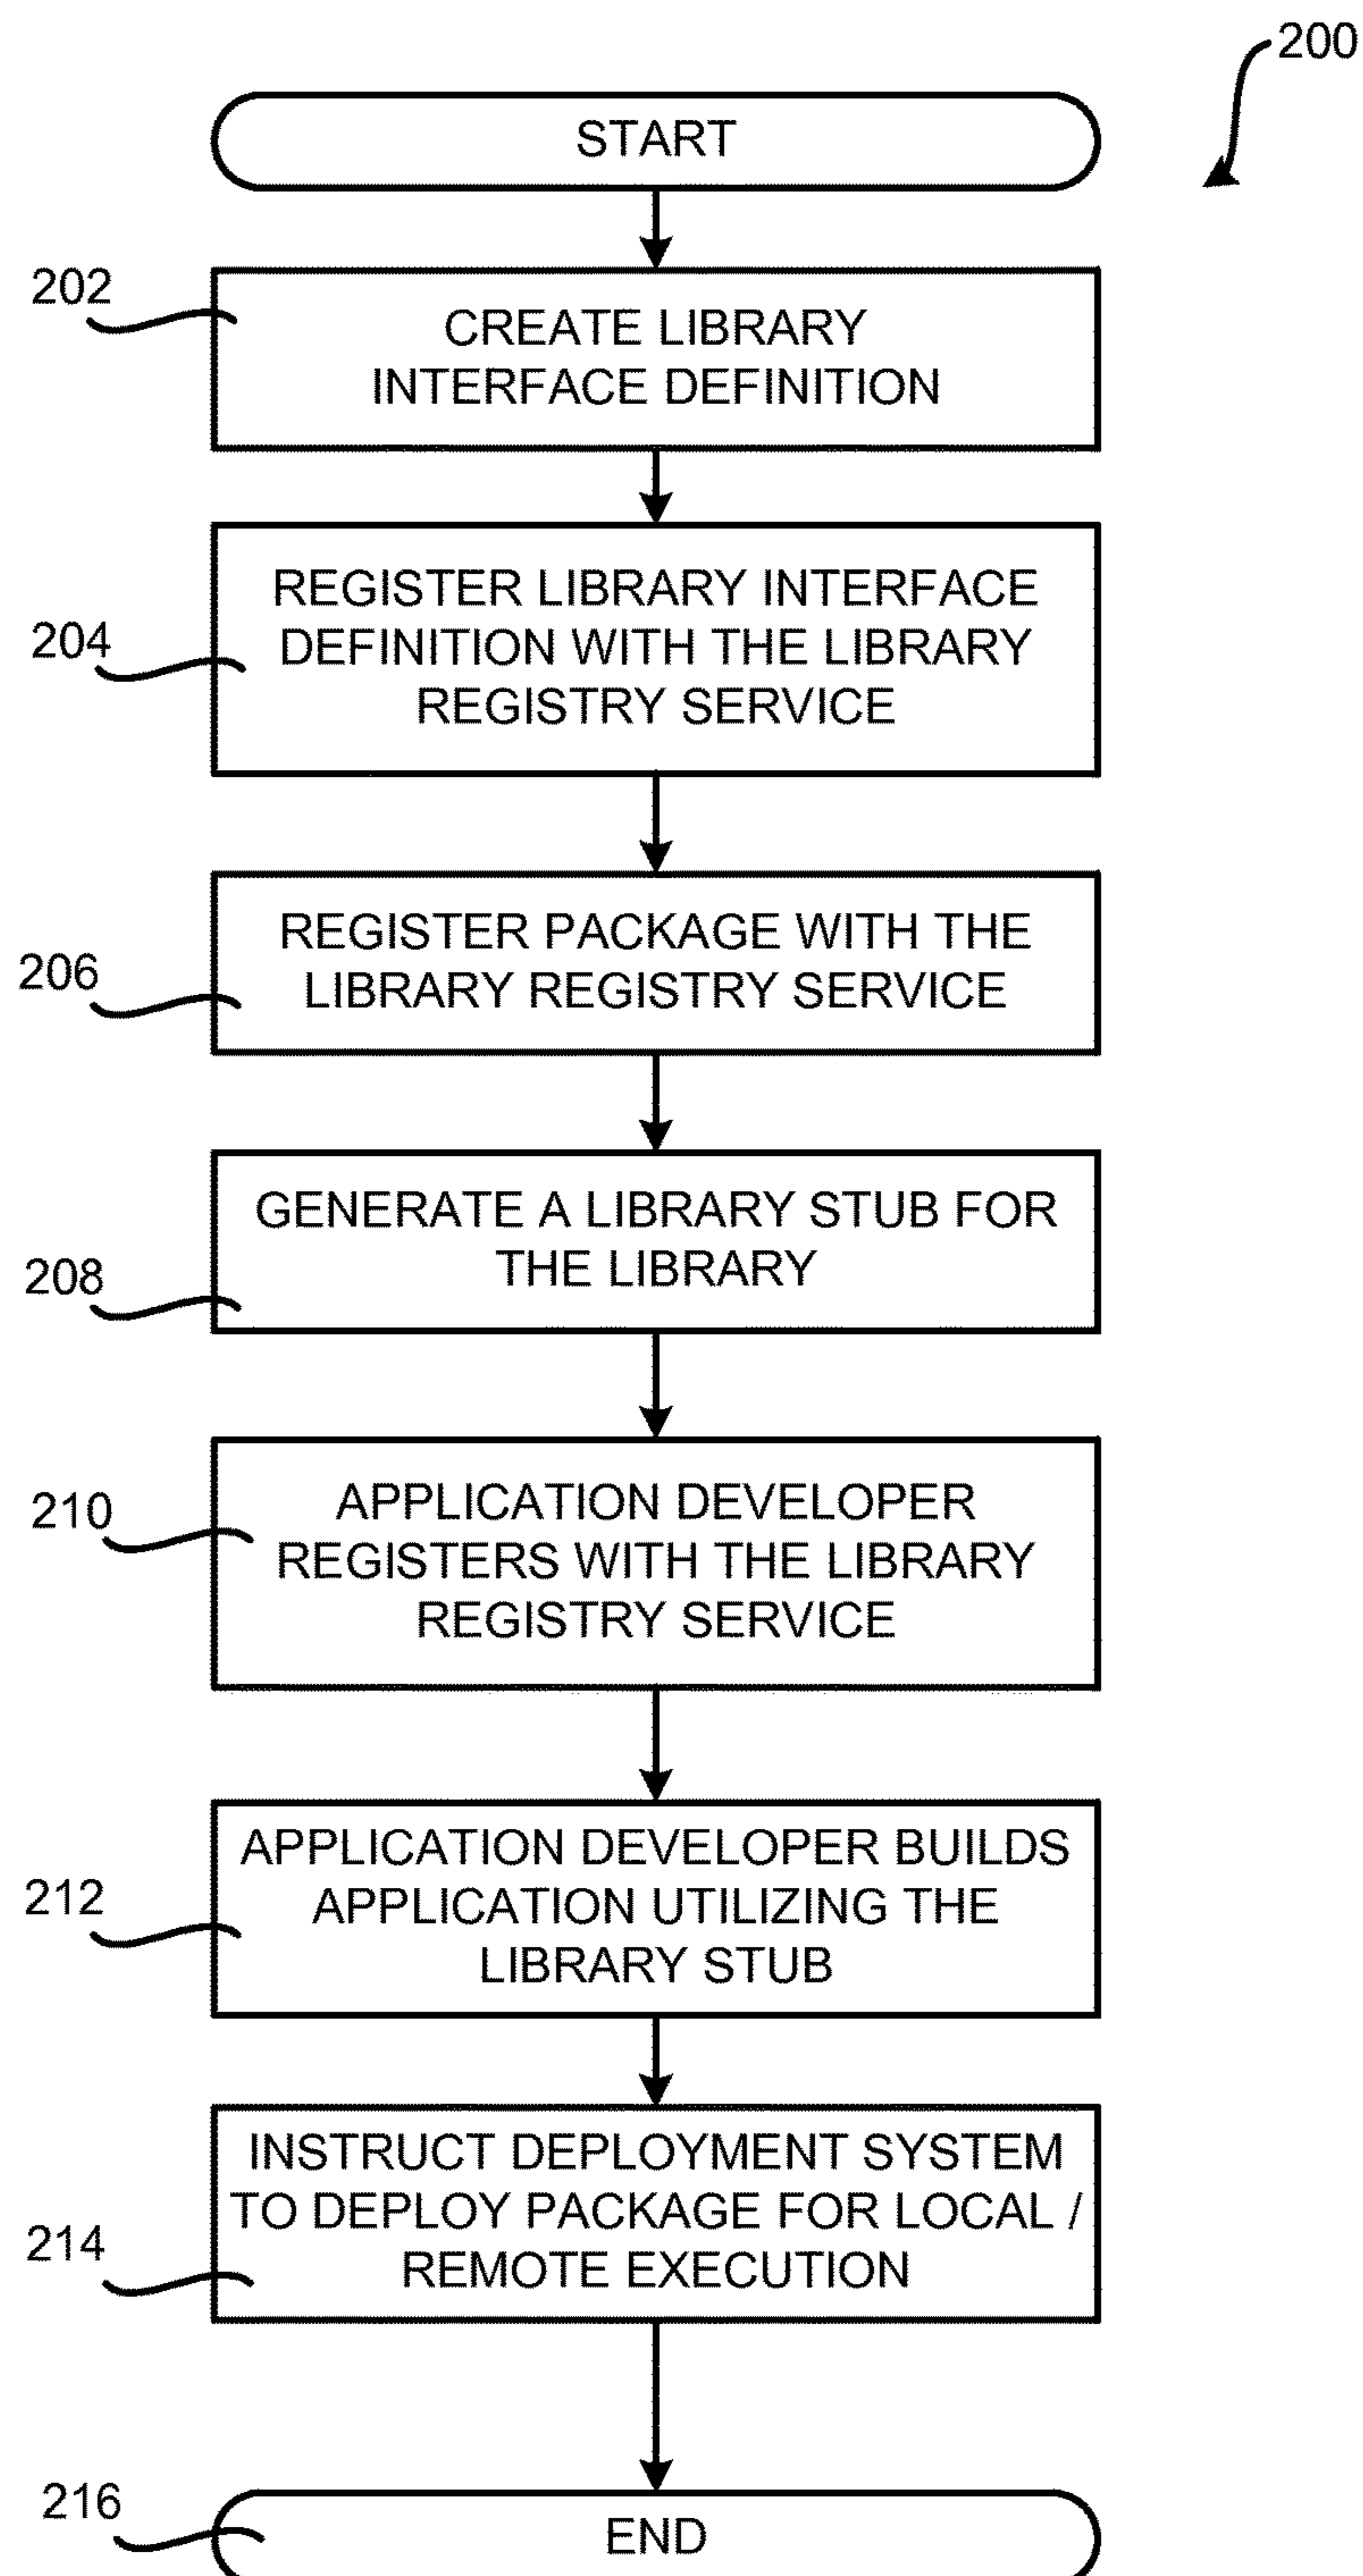 200
START
202
CREATE LIBRARY
INTERFACE DEFINITION
204
REGISTER LIBRARY INTERFACE
DEFINITION WITH THE LIBRARY
REGISTRY SERVICE
206
REGISTER PACKAGE WITH THE
LIBRARY REGISTRY SERVICE
208
GENERATE A LIBRARY STUB FOR
THE LIBRARY
210
APPLICATION DEVELOPER
REGISTERS WITH THE LIBRARY
REGISTRY SERVICE
212
APPLICATION DEVELOPER BUILDS
APPLICATION UTILIZING THE
LIBRARY STUB
214
INSTRUCT DEPLOYMENT SYSTEM
TO DEPLOY PACKAGE FOR LOCAL /
REMOTE EXECUTION
216
END